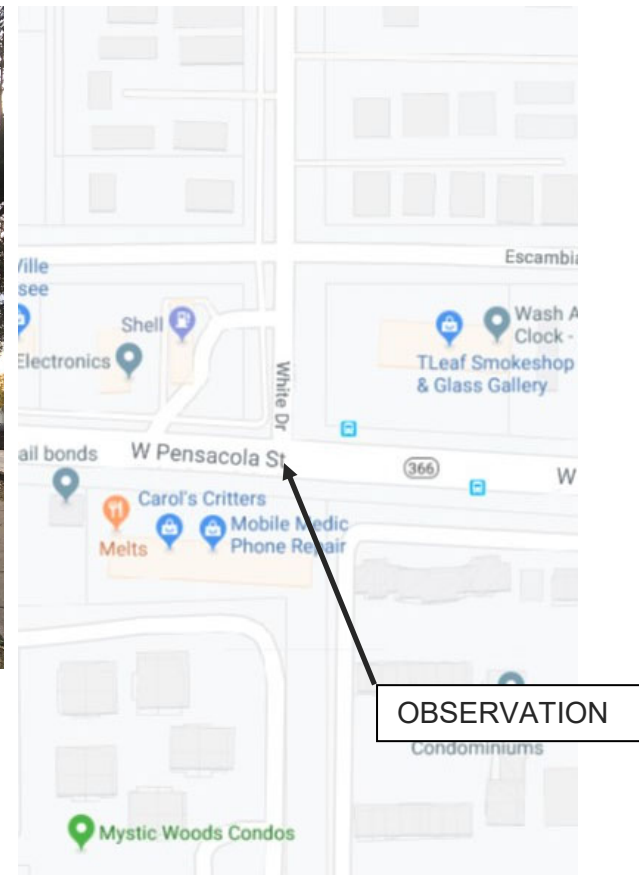 Escambi
Ville
see
Shell
Wash A
Clock -
Electronics
TLeaf Smokeshop
& Glass Gallery
White Dr
ail bonds
W Pensacola St
366
W
Carol's Critters
Mobile Medic
Phone Repair
Melts
OBSERVATION
Condominiums
Mystic Woods Condos